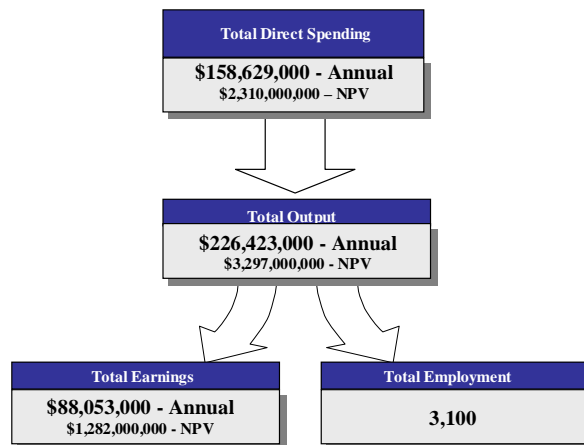 Total Direct Spending
$158,629,000 - Annual
$2,310,000,000 – NPV
Total Output
$226,423,000 - Annual
$3,297,000,000 - NPV
Total Earnings
$88,053,000 - Annual
$1,282,000,000 - NPV
Total Employment
3,100